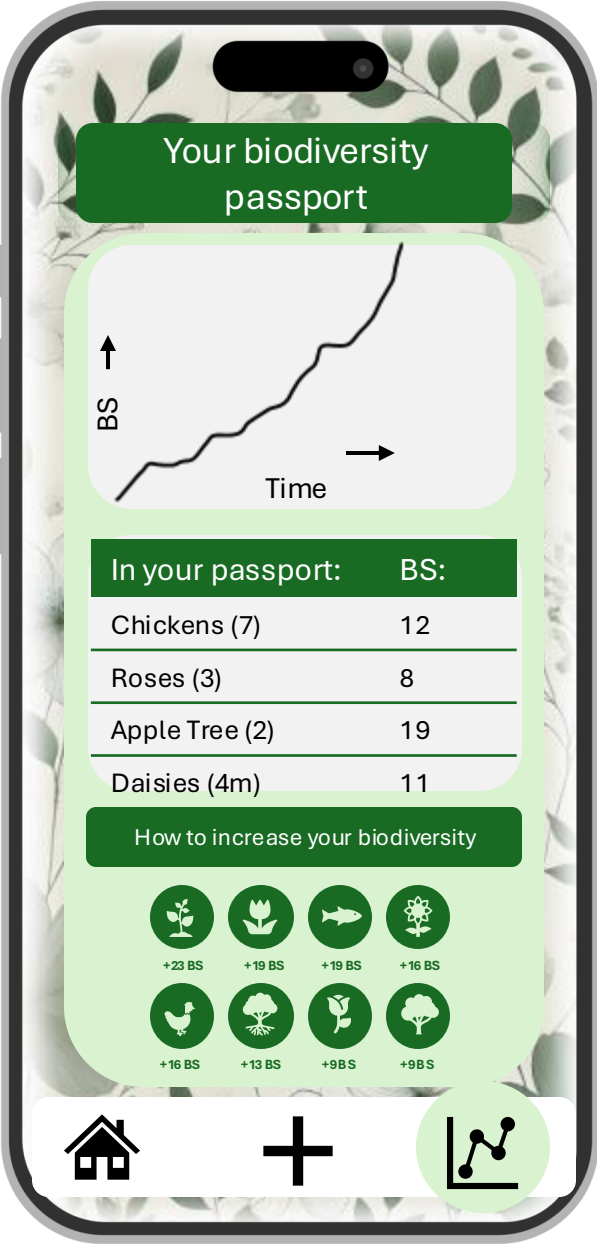 Your biodiversity
passport
BS
Time
In your passport: BS:
Chickens (7) 12
Roses (3) 8
Apple Tree (2) 19
Daisies (4m) 11
How to increase your biodiversity
+23 BS +19 BS +19 BS +16 BS
+16 BS +13 BS +9BS +9BS